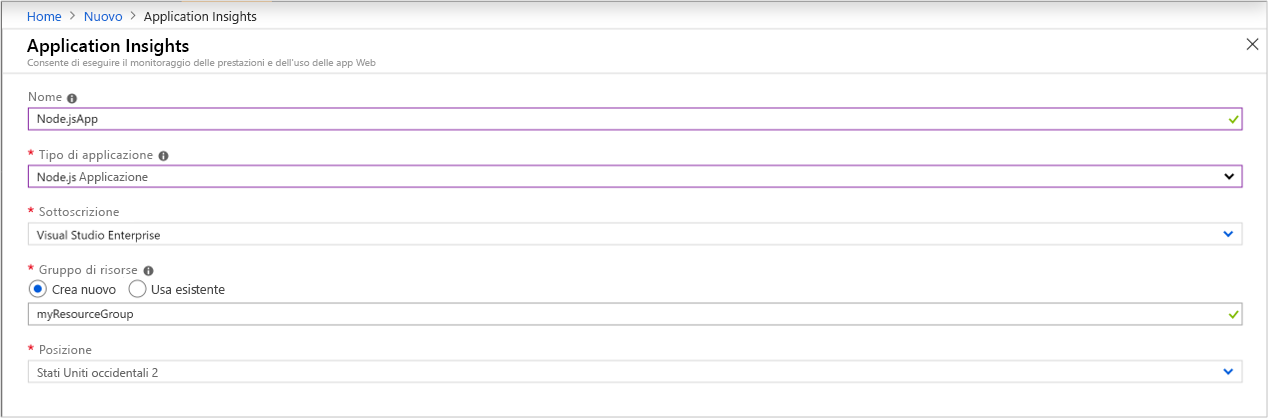 Home > Nuovo > Application Insights
Application Insights
Consente di eseguire il monitoraggio delle prestazioni e dell'uso delle app Web
Nome
Node.jsApp
* Tipo di applicazione
Node.js Applicazione
* Sottoscrizione
Visual Studio Enterprise
* Gruppo di risorse
Crea nuovo Usa esistente
myResourceGroup
* Posizione
Stati Uniti occidentali 2